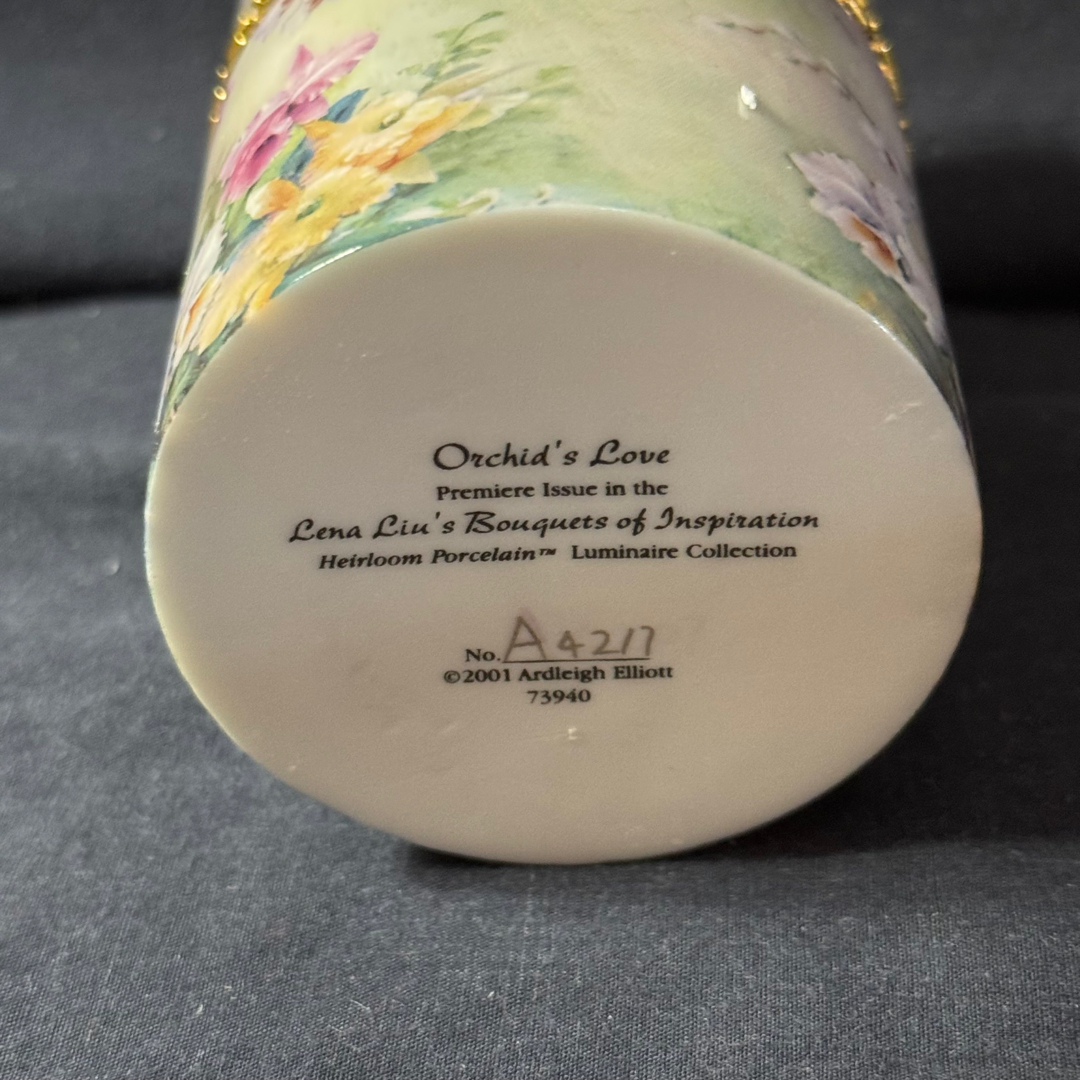 Orchid's Love
Premiere Issue in the
Lena Liu's Bouquets of Inspiration
Heirloom Porcelain™ Luminaire Collection
No. A4217
©2001 Ardleigh Elliott
73940